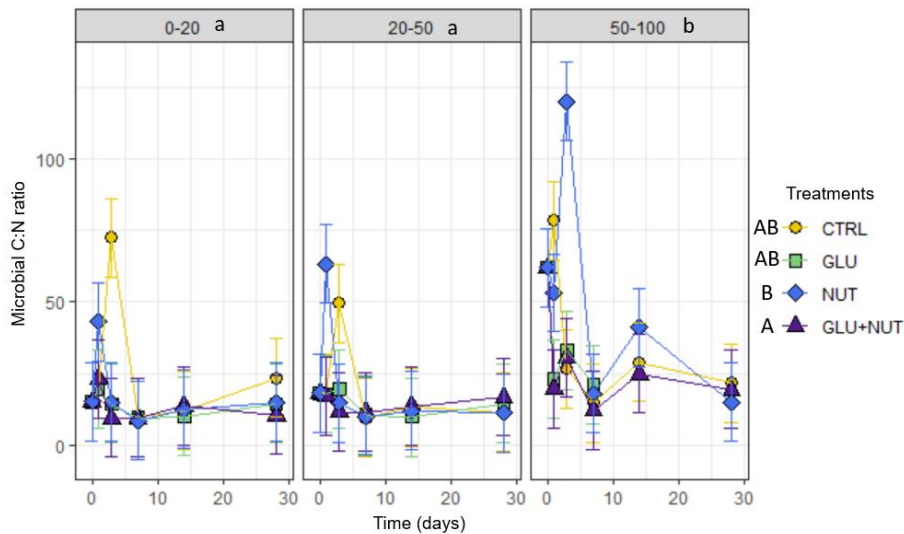 0-20 a
20-50 a
50-100 b
Microbial C:N ratio
100
50
0
0 10 20 30
0 10 20 30
0 10 20 30
Time (days)
Treatments
AB CTRL
AB GLU
B NUT
A GLU+NUT